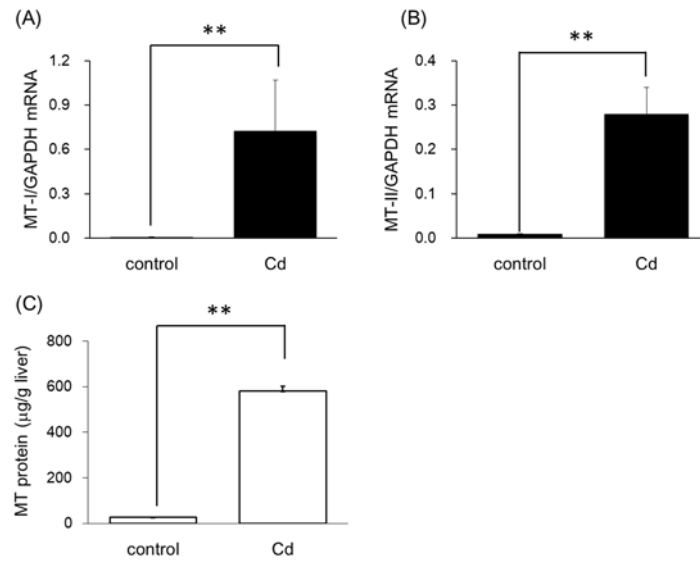 (A)
**
MT-I/GAPDH mRNA
1.2
0.9
0.6
0.3
0.0
control
Cd
(B)
**
MT-II/GAPDH mRNA
0.4
0.3
0.2
0.1
0.0
control
Cd
(C)
**
MT protein (μg/g liver)
800
600
400
200
0
control
Cd